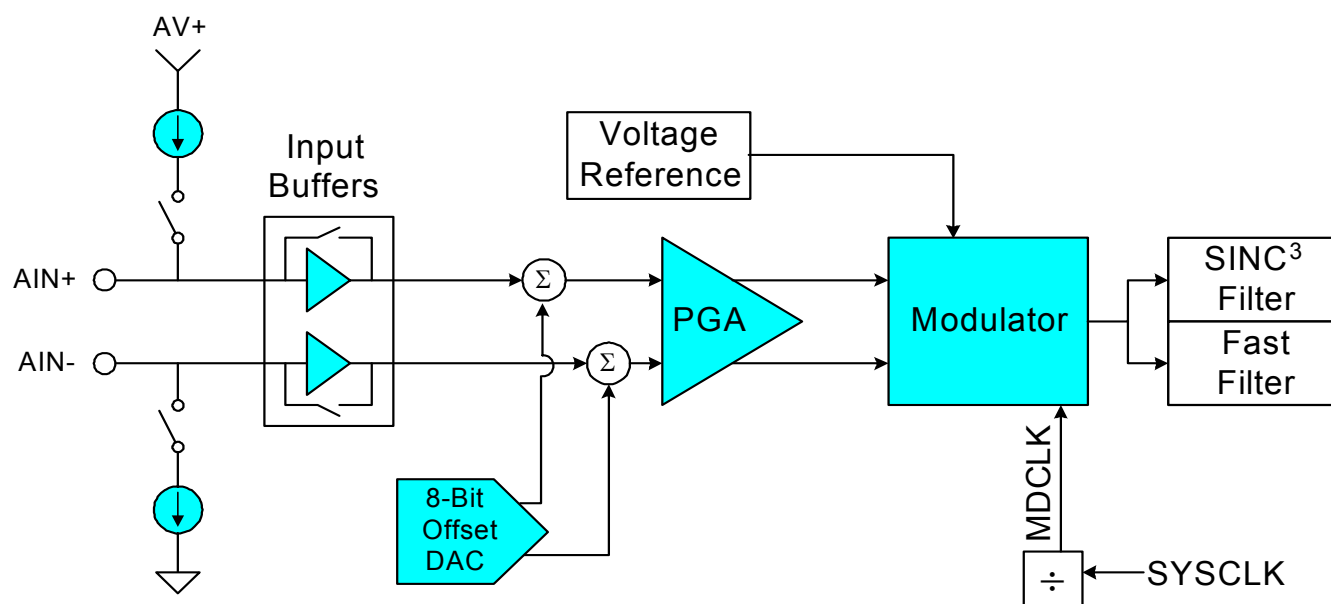 AV+
Input
Buffers
Voltage
Reference
AIN+
Σ
PGA
Modulator
SINC³
Filter
AIN-
Σ
Fast
Filter
8-Bit
Offset
DAC
MDCLK
÷
SYSCLK